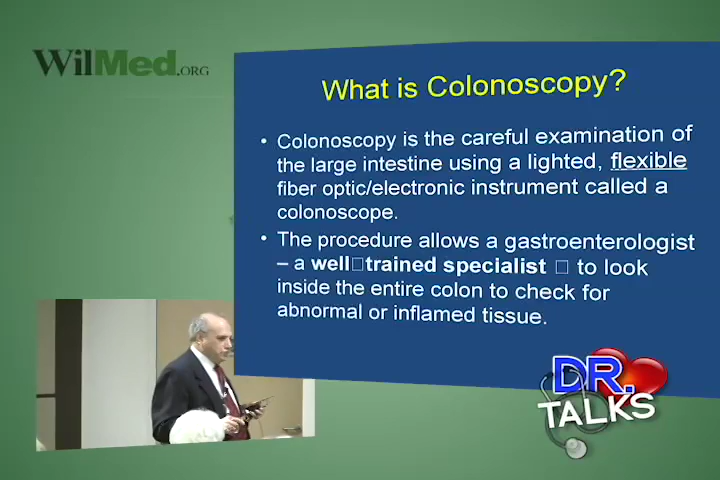 WilMed.ORG
What is Colonoscopy?
• Colonoscopy is the careful examination of
the large intestine using a lighted, flexible
fiber optic/electronic instrument called a
colonoscope.
• The procedure allows a gastroenterologist
– a well□trained specialist □ to look
inside the entire colon to check for
abnormal or inflamed tissue.
DR.
TALKS